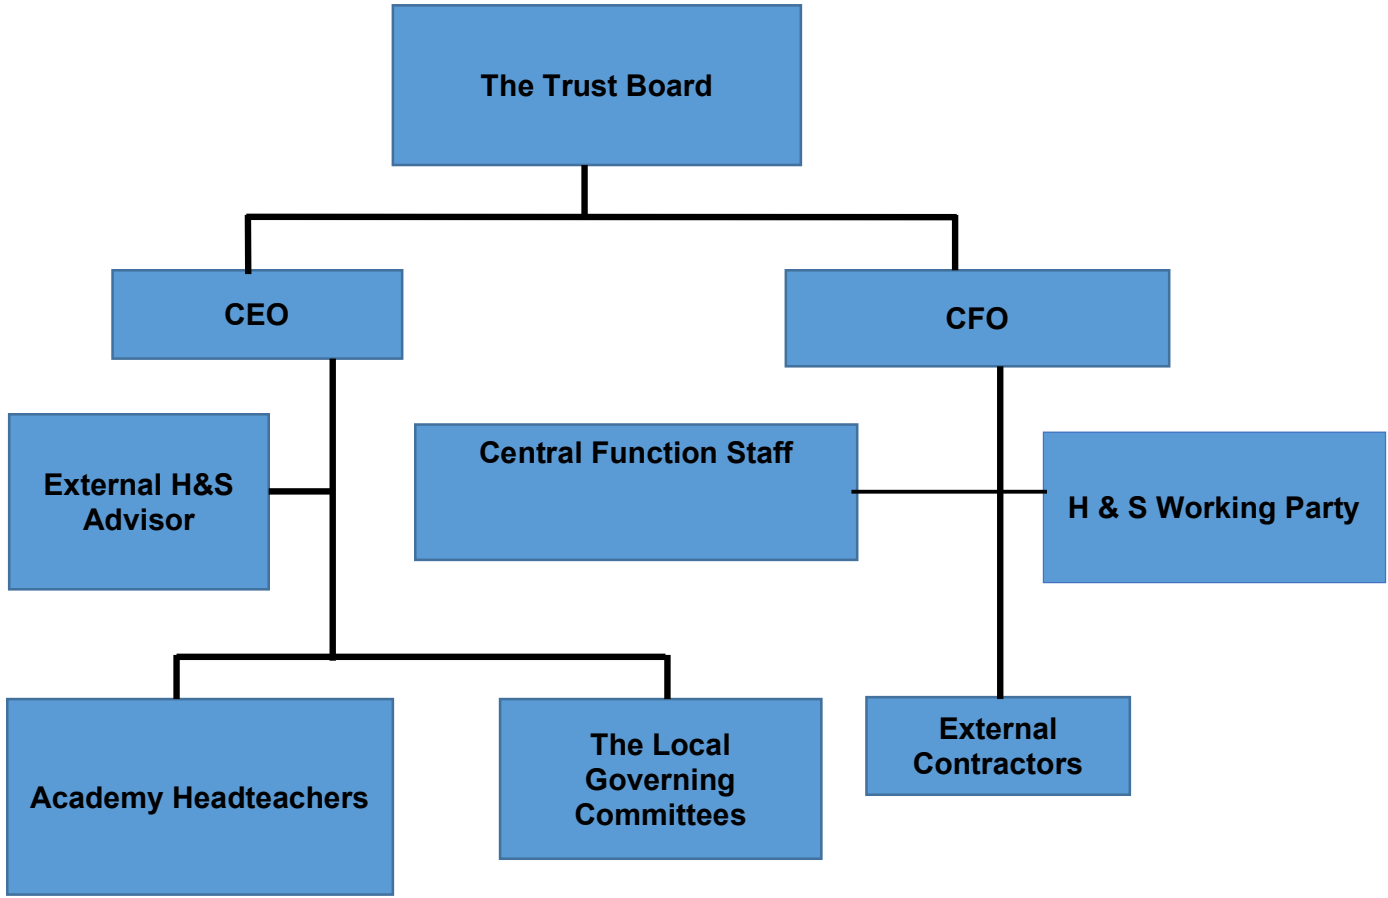 The Trust Board
CEO
CFO
External H&S
Advisor
Central Function Staff
H & S Working Party
Academy Headteachers
The Local
Governing
Committees
External
Contractors